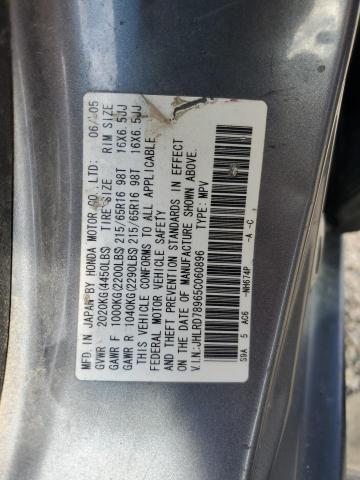 MFD. IN JAPAN BY HONDA MOTOR CO., LTD. 06/05
GVWR 2020KG(4450LBS) TIRE SIZE RIM SIZE
GAWR F 1000KG(2200LBS) 215/65R16 98T 16X6.5JJ
GAWR R 1040KG(2290LBS) 215/65R16 98T 16X6.5JJ
THIS VEHICLE CONFORMS TO ALL APPLICABLE
FEDERAL MOTOR VEHICLE SAFETY
AND THEFT PREVENTION STANDARDS IN EFFECT
ON THE DATE OF MANUFACTURE SHOWN ABOVE.
V.I.N:JHLRD78965C060896 TYPE: MPV
S9A 5 AC6 -NH674P -A -C